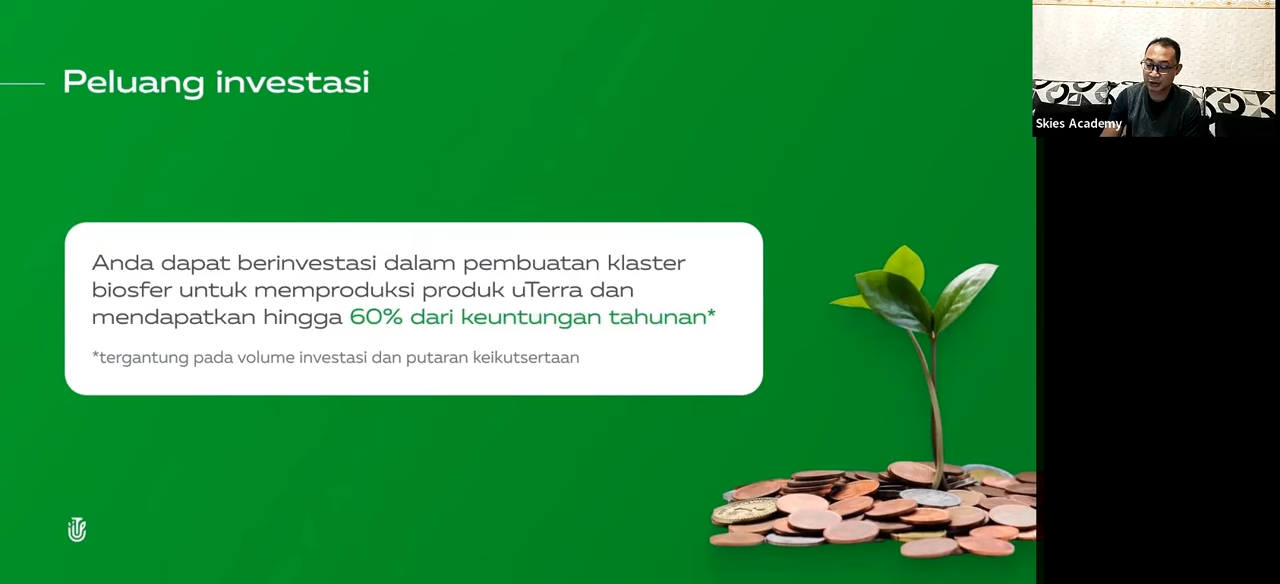 Peluang investasi
Anda dapat berinvestasi dalam pembuatan klaster
biosfer untuk memproduksi produk uTerra dan
mendapatkan hingga 60% dari keuntungan tahunan*
*tergantung pada volume investasi dan putaran keikutsertaan
Skies Academy